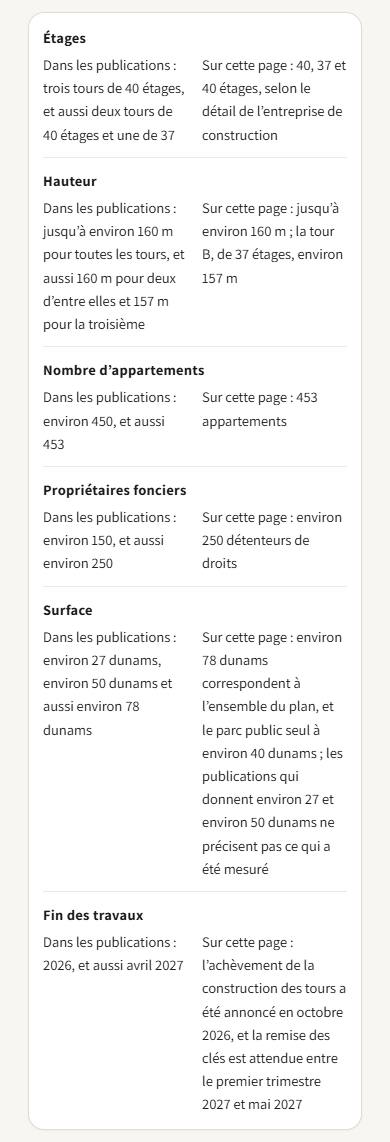 Étages
Dans les publications :
trois tours de 40 étages,
et aussi deux tours de
40 étages et une de 37
Sur cette page : 40, 37 et
40 étages, selon le
détail de l'entreprise de
construction
Hauteur
Dans les publications :
jusqu'à environ 160 m
pour toutes les tours, et
aussi 160 m pour deux
d'entre elles et 157 m
pour la troisième
Sur cette page : jusqu'à
environ 160 m ; la tour
B, de 37 étages, environ
157 m
Nombre d'appartements
Dans les publications :
environ 450, et aussi
453
Sur cette page : 453
appartements
Propriétaires fonciers
Dans les publications :
environ 150, et aussi
environ 250
Sur cette page : environ
250 détenteurs de
droits
Surface
Dans les publications :
environ 27 dunams,
environ 50 dunams et
aussi environ 78
dunams
Sur cette page : environ
78 dunams
correspondent à
l'ensemble du plan, et
le parc public seul à
environ 40 dunams ; les
publications qui
donnent environ 27 et
environ 50 dunams ne
précisent pas ce qui a
été mesuré
Fin des travaux
Dans les publications :
2026, et aussi avril 2027
Sur cette page :
l'achèvement de la
construction des tours a
été annoncé en octobre
2026, et la remise des
clés est attendue entre
le premier trimestre
2027 et mai 2027